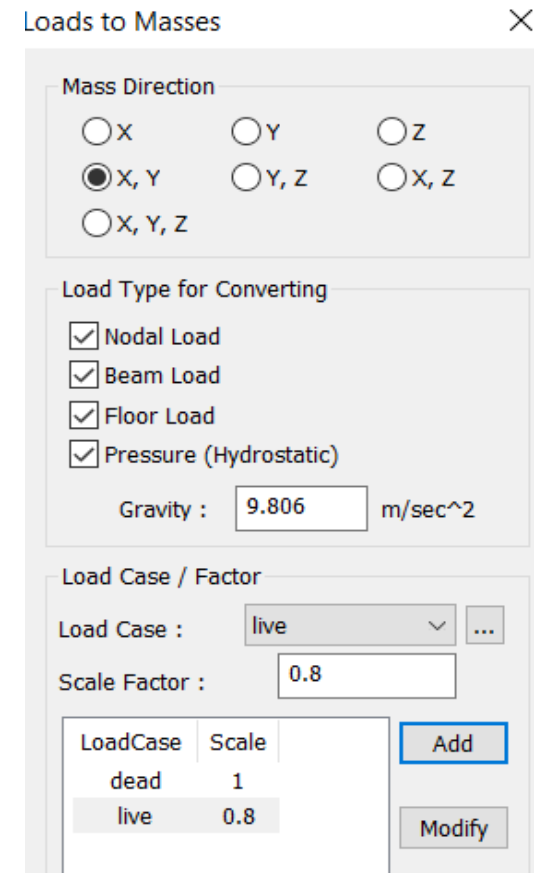 Loads to Masses
Mass Direction
X Y Z
X, Y Y, Z X, Z
X, Y, Z
Load Type for Converting
Nodal Load
Beam Load
Floor Load
Pressure (Hydrostatic)
Gravity : 9.806 m/sec^2
Load Case / Factor
Load Case : live ...
Scale Factor : 0.8
LoadCase Scale Add
dead 1
live 0.8 Modify